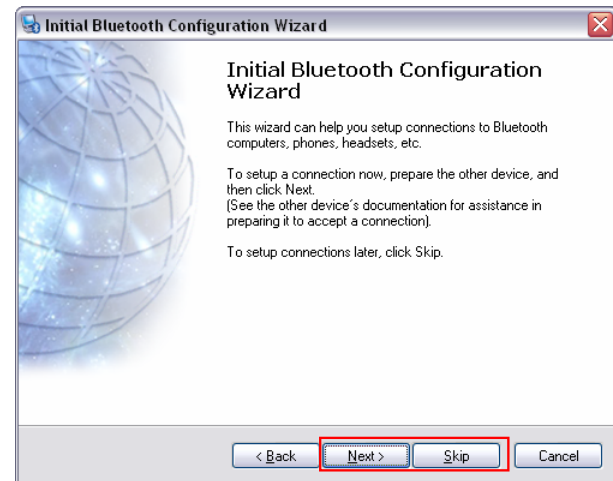 Initial Bluetooth Configuration Wizard
Initial Bluetooth Configuration
Wizard
This wizard can help you setup connections to Bluetooth
computers, phones, headsets, etc.
To setup a connection now, prepare the other device, and
then click Next.
(See the other device´s documentation for assistance in
preparing it to accept a connection).
To setup connections later, click Skip.
< Back Next > Skip Cancel